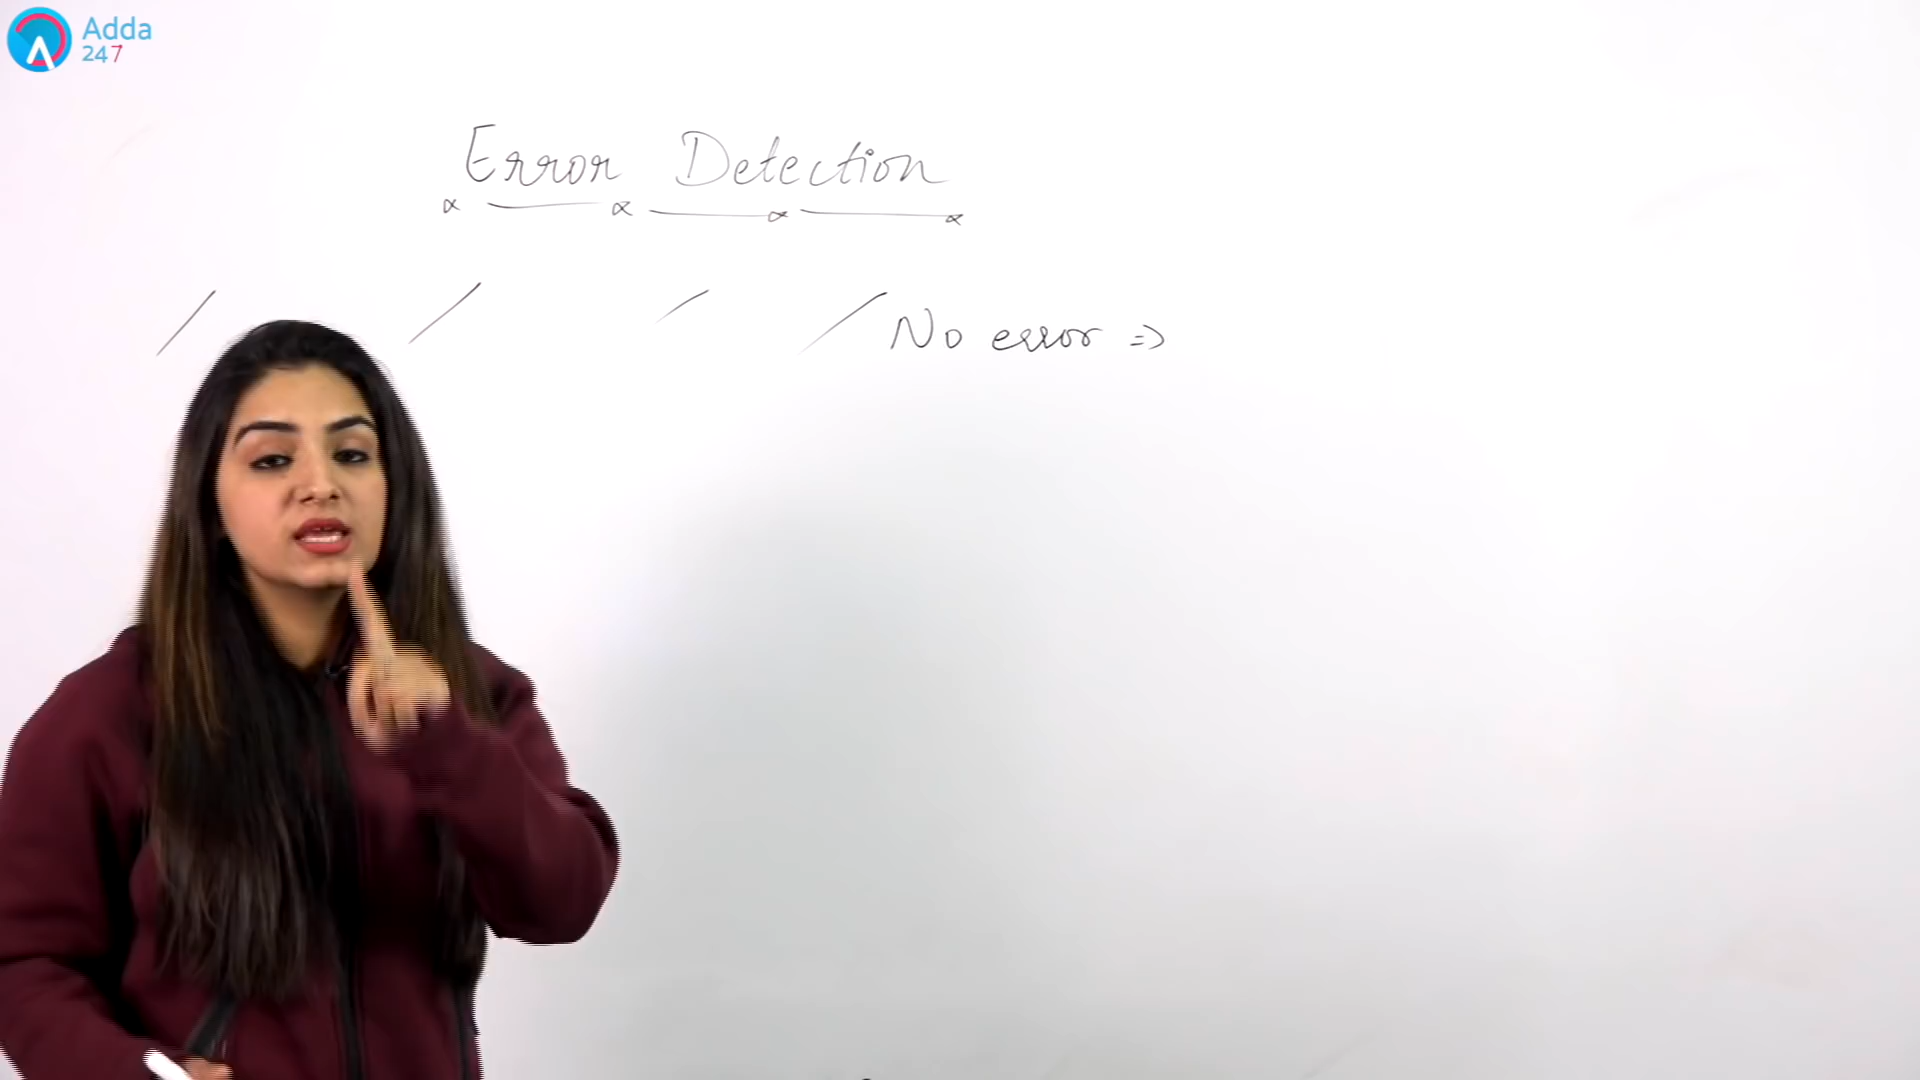 Adda
247
Error Detection
/ / / / No error =>